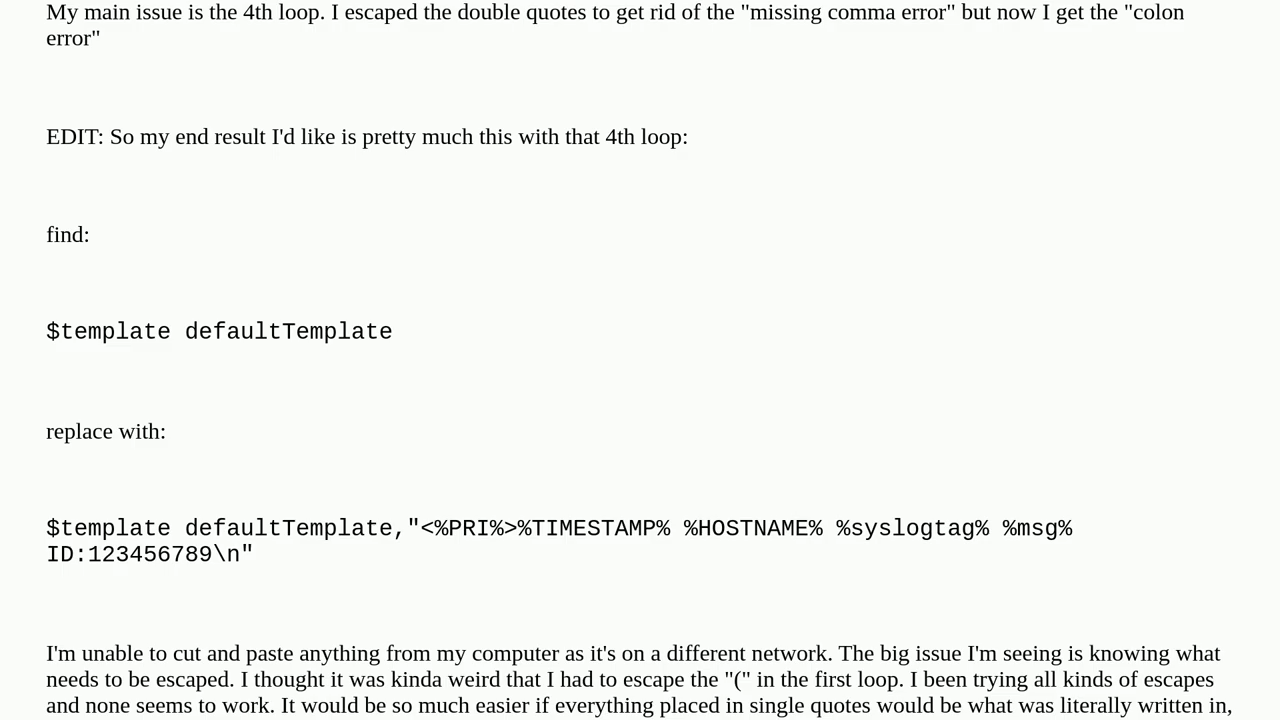 My main issue is the 4th loop. I escaped the double quotes to get rid of the "missing comma error" but now I get the "colon
error"
EDIT: So my end result I'd like is pretty much this with that 4th loop:
find:
$template defaultTemplate
replace with:
$template defaultTemplate,"<%PRI%>%TIMESTAMP% %HOSTNAME% %syslogtag% %msg%
ID:123456789\n"
I'm unable to cut and paste anything from my computer as it's on a different network. The big issue I'm seeing is knowing what
needs to be escaped. I thought it was kinda weird that I had to escape the "(" in the first loop. I been trying all kinds of escapes
and none seems to work. It would be so much easier if everything placed in single quotes would be what was literally written in,